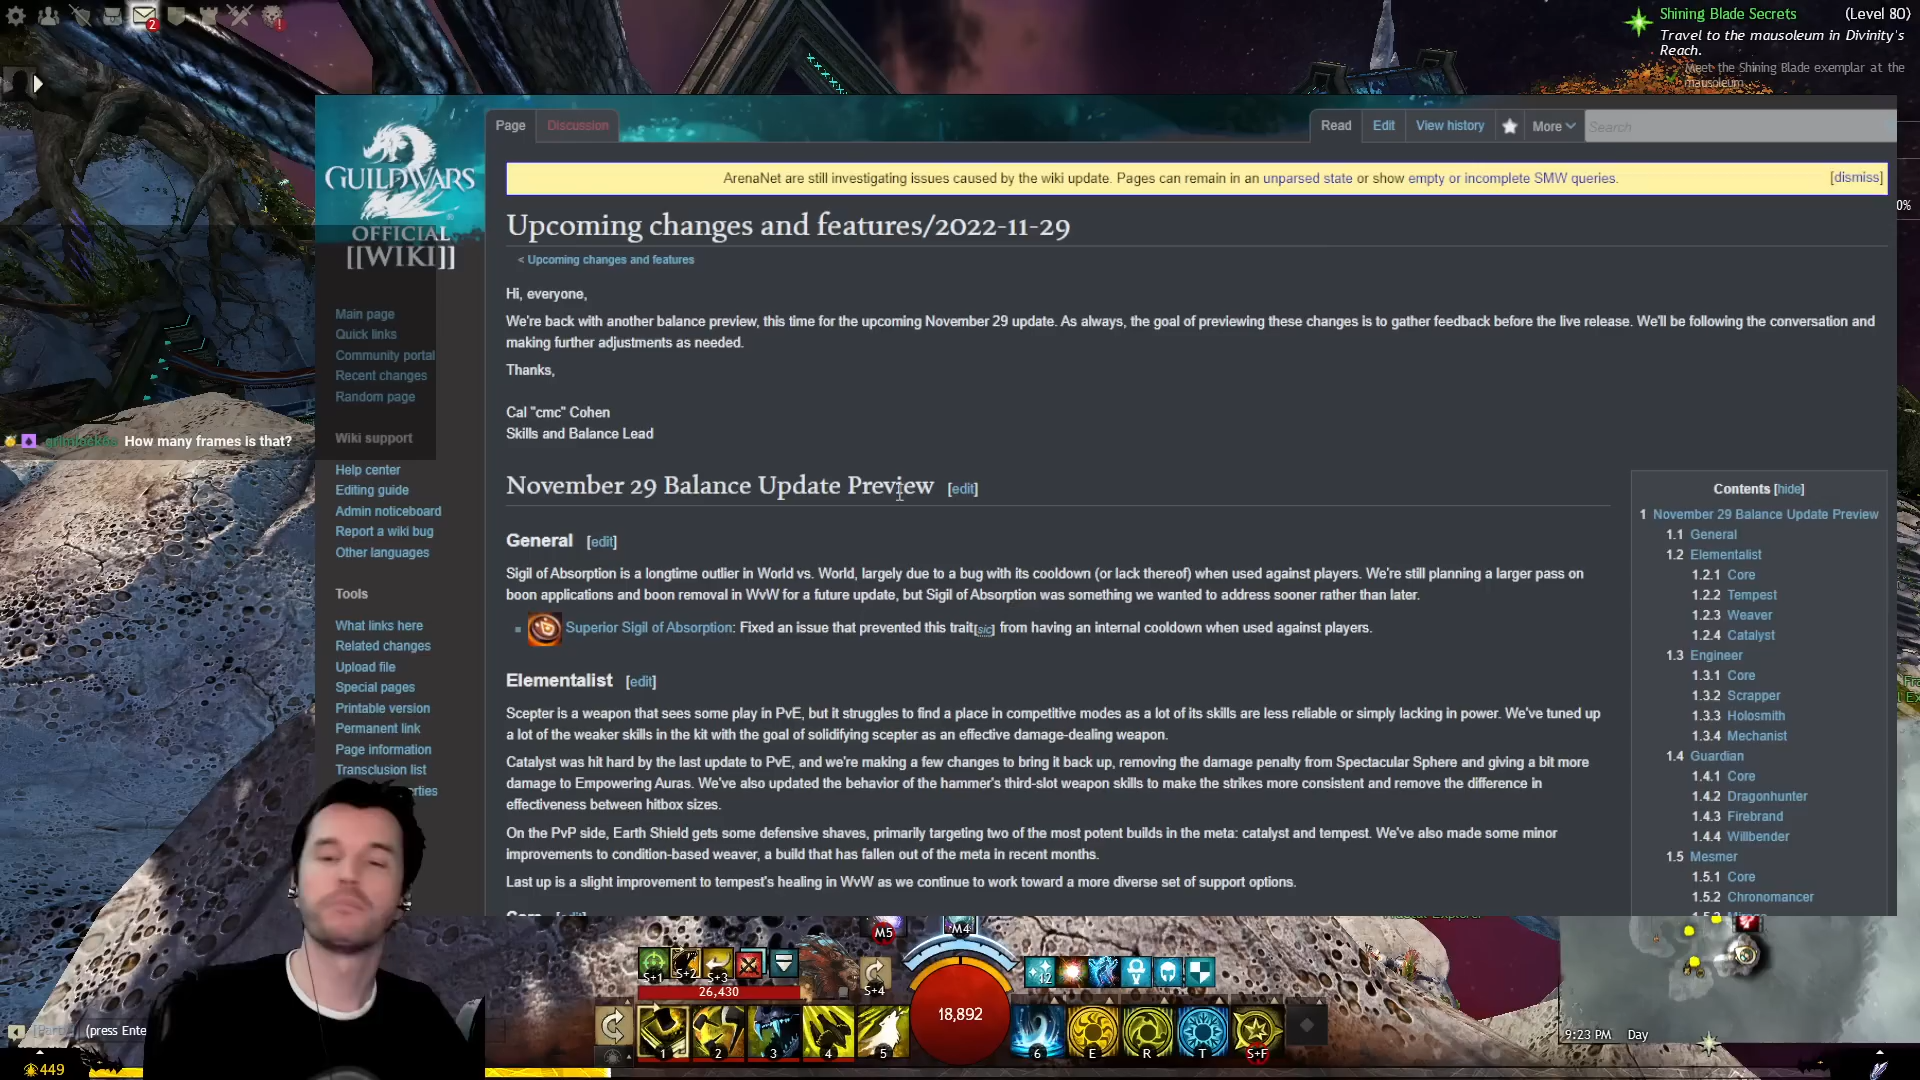 2
Shining Blade Secrets (Level 80)
Travel to the mausoleum in Divinity's
Reach.
Meet the Shining Blade exemplar at the
mausoleum
0%
GUILD WARS
2
OFFICIAL
[[WIKI]]
Page
Discussion
Read
Edit
View history
More
Search
ArenaNet are still investigating issues caused by the wiki update. Pages can remain in an unparsed state or show empty or incomplete SMW queries.
[dismiss]
Upcoming changes and features/2022-11-29
< Upcoming changes and features
Hi, everyone,
We're back with another balance preview, this time for the upcoming November 29 update. As always, the goal of previewing these changes is to gather feedback before the live release. We'll be following the conversation and
making further adjustments as needed.
Thanks,
Cal "cmc" Cohen
Skills and Balance Lead
Main page
Quick links
Community portal
Recent changes
Random page
Wiki support
How many frames is that?
Help center
Editing guide
Admin noticeboard
Report a wiki bug
Other languages
Tools
What links here
Related changes
Upload file
Special pages
Printable version
Permanent link
Page information
Transclusion list
erties
November 29 Balance Update Preview [edit]
General [edit]
Sigil of Absorption is a longtime outlier in World vs. World, largely due to a bug with its cooldown (or lack thereof) when used against players. We're still planning a larger pass on
boon applications and boon removal in WvW for a future update, but Sigil of Absorption was something we wanted to address sooner rather than later.
Superior Sigil of Absorption: Fixed an issue that prevented this trait[sic] from having an internal cooldown when used against players.
Elementalist [edit]
Scepter is a weapon that sees some play in PvE, but it struggles to find a place in competitive modes as a lot of its skills are less reliable or simply lacking in power. We've tuned up
a lot of the weaker skills in the kit with the goal of solidifying scepter as an effective damage-dealing weapon.
Catalyst was hit hard by the last update to PvE, and we're making a few changes to bring it back up, removing the damage penalty from Spectacular Sphere and giving a bit more
damage to Empowering Auras. We've also updated the behavior of the hammer's third-slot weapon skills to make the strikes more consistent and remove the difference in
effectiveness between hitbox sizes.
On the PvP side, Earth Shield gets some defensive shaves, primarily targeting two of the most potent builds in the meta: catalyst and tempest. We've also made some minor
improvements to condition-based weaver, a build that has fallen out of the meta in recent months.
Last up is a slight improvement to tempest's healing in WvW as we continue to work toward a more diverse set of support options.
Core [edit]
Contents [hide]
1 November 29 Balance Update Preview
1.1 General
1.2 Elementalist
1.2.1 Core
1.2.2 Tempest
1.2.3 Weaver
1.2.4 Catalyst
1.3 Engineer
1.3.1 Core
1.3.2 Scrapper
1.3.3 Holosmith
1.3.4 Mechanist
1.4 Guardian
1.4.1 Core
1.4.2 Dragonhunter
1.4.3 Firebrand
1.4.4 Willbender
1.5 Mesmer
1.5.1 Core
1.5.2 Chronomancer
M5
M4
S+1
S+2
S+3
S+4
26,430
12
18,892
1
2
3
4
5
6
E
R
T
S+F
(press Ente
449
9:23 PM Day